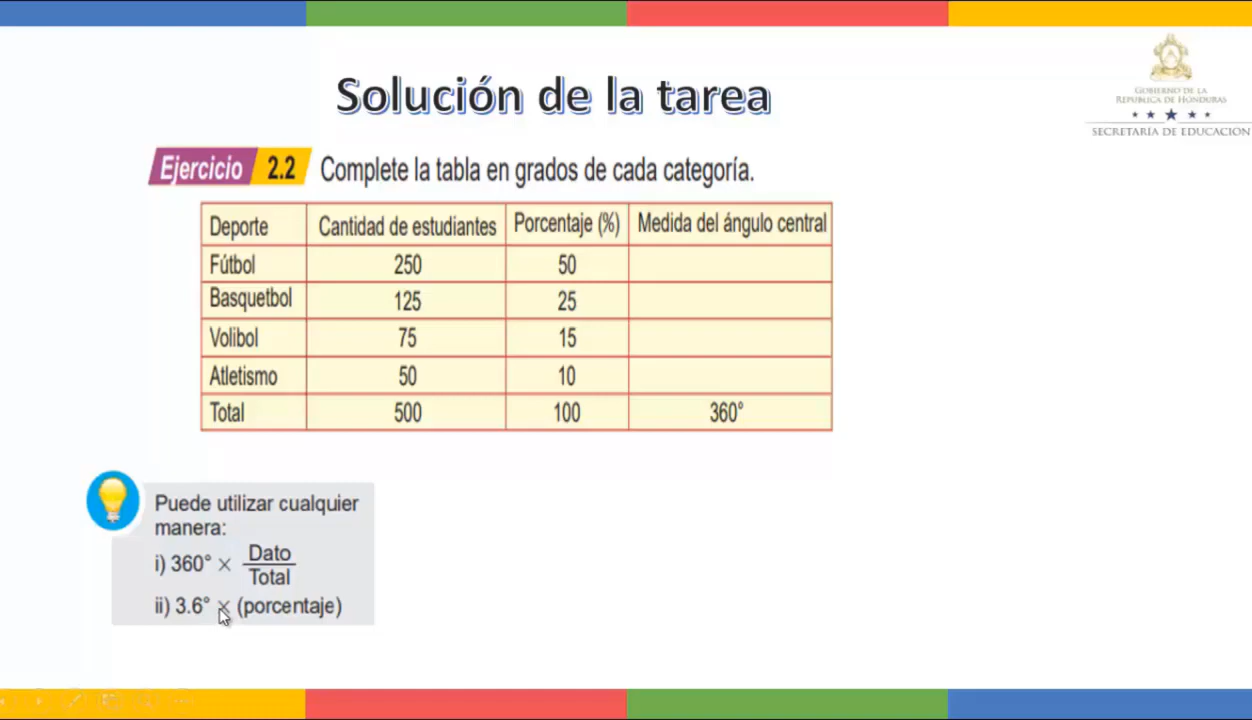 Solución de la tarea
GOBIERNO DE LA
REPÚBLICA DE HONDURAS
SECRETARÍA DE EDUCACIÓN
Ejercicio 2.2 Complete la tabla en grados de cada categoría.
Deporte Cantidad de estudiantes Porcentaje (%) Medida del ángulo central
Fútbol 250 50
Basquetbol 125 25
Volibol 75 15
Atletismo 50 10
Total 500 100 360°
Puede utilizar cualquier
manera:
i) 360° × Dato
Total
ii) 3.6° × (porcentaje)